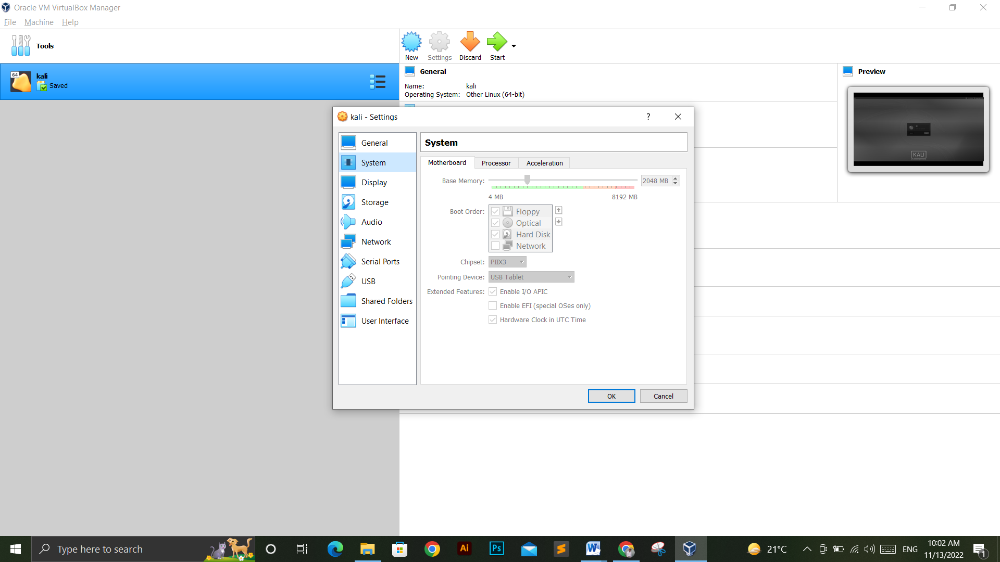 Oracle VM VirtualBox Manager
File Machine Help
Tools
New Settings Discard Start
64
kali
Saved
General
Name: kali
Operating System: Other Linux (64-bit)
Preview
KALI
kali - Settings
?
General
System
Display
Storage
Audio
Network
Serial Ports
USB
Shared Folders
User Interface
System
Motherboard Processor Acceleration
Base Memory: 2048 MB
4 MB 8192 MB
Boot Order: Floppy
Optical
Hard Disk
Network
Chipset: PIIX3
Pointing Device: USB Tablet
Extended Features: Enable I/O APIC
Enable EFI (special OSes only)
Hardware Clock in UTC Time
OK Cancel
Type here to search
Ai
Ps
W
21°C
ENG
10:02 AM
11/13/2022
1